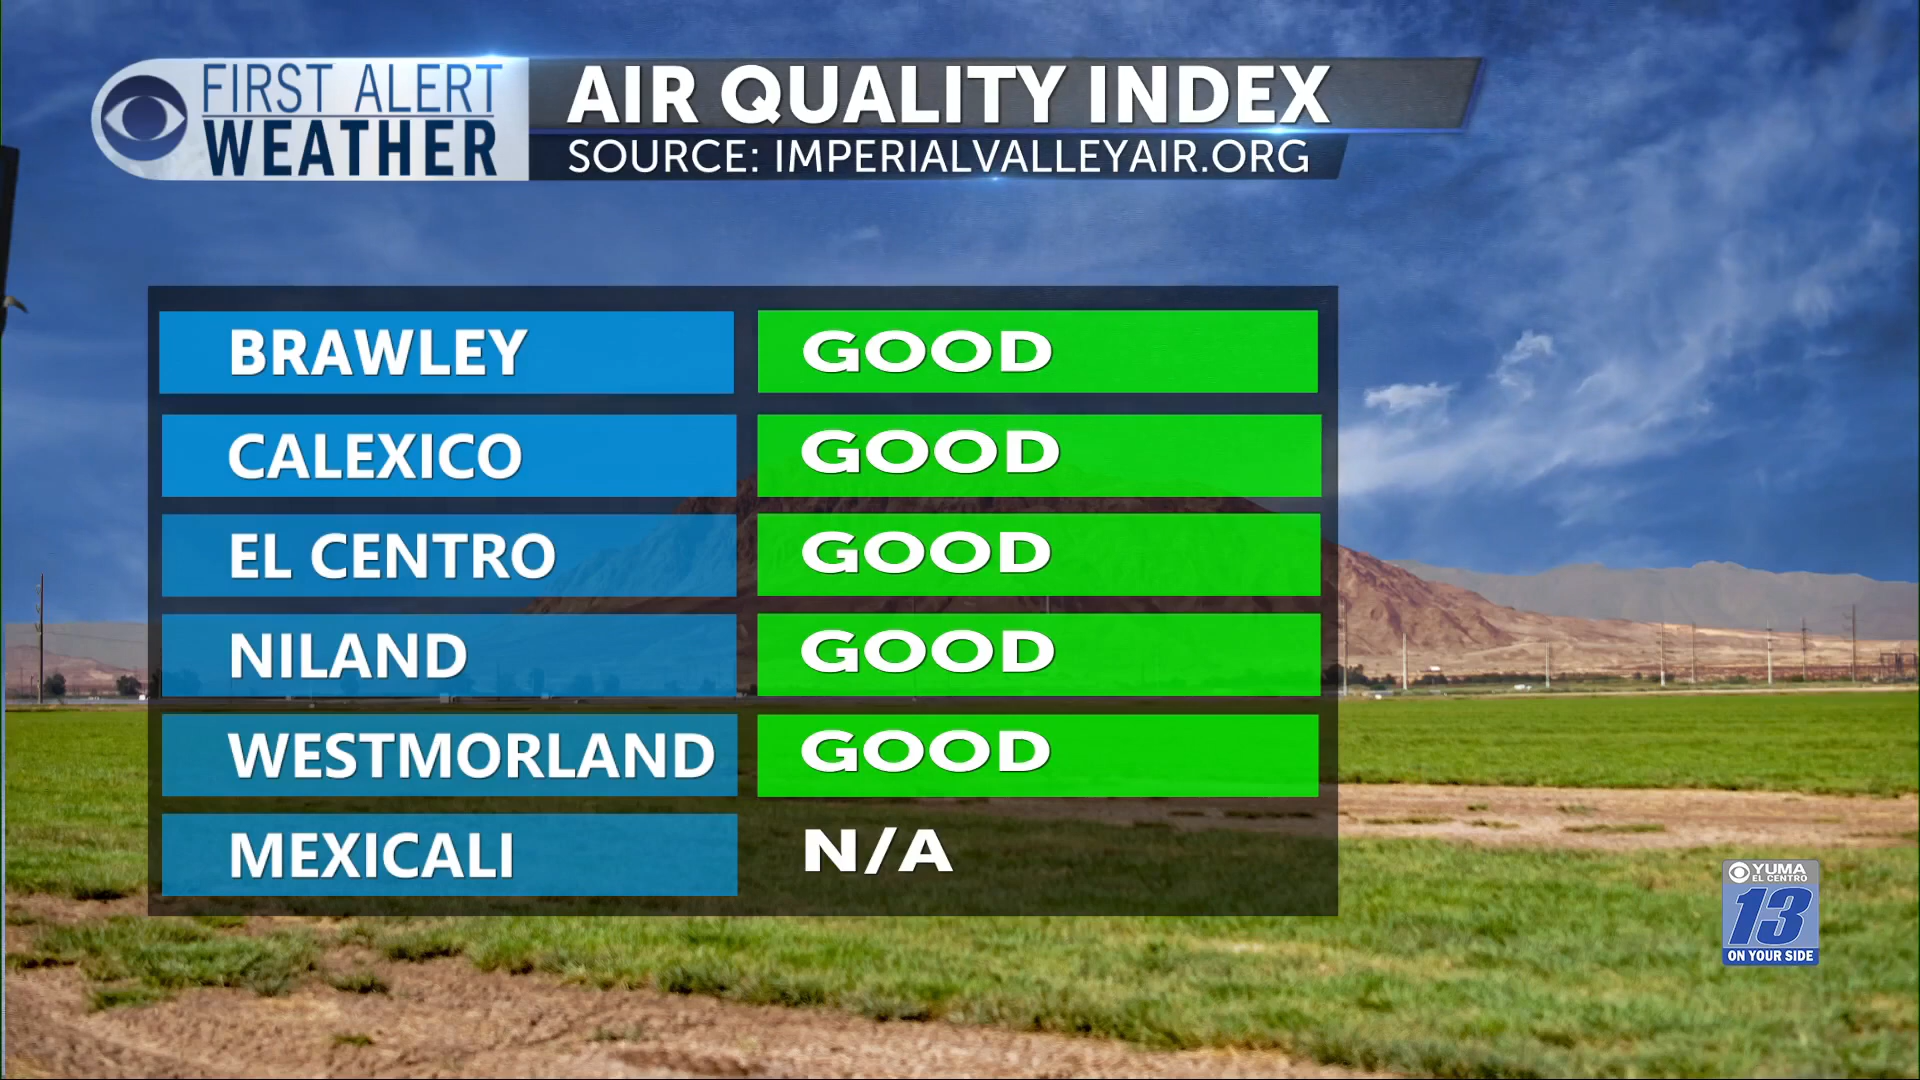 FIRST ALERT
WEATHER
AIR QUALITY INDEX
SOURCE: IMPERIALVALLEYAIR.ORG
BRAWLEY GOOD
CALEXICO GOOD
EL CENTRO GOOD
NILAND GOOD
WESTMORLAND GOOD
MEXICALI N/A
YUMA
EL CENTRO
13
ON YOUR SIDE